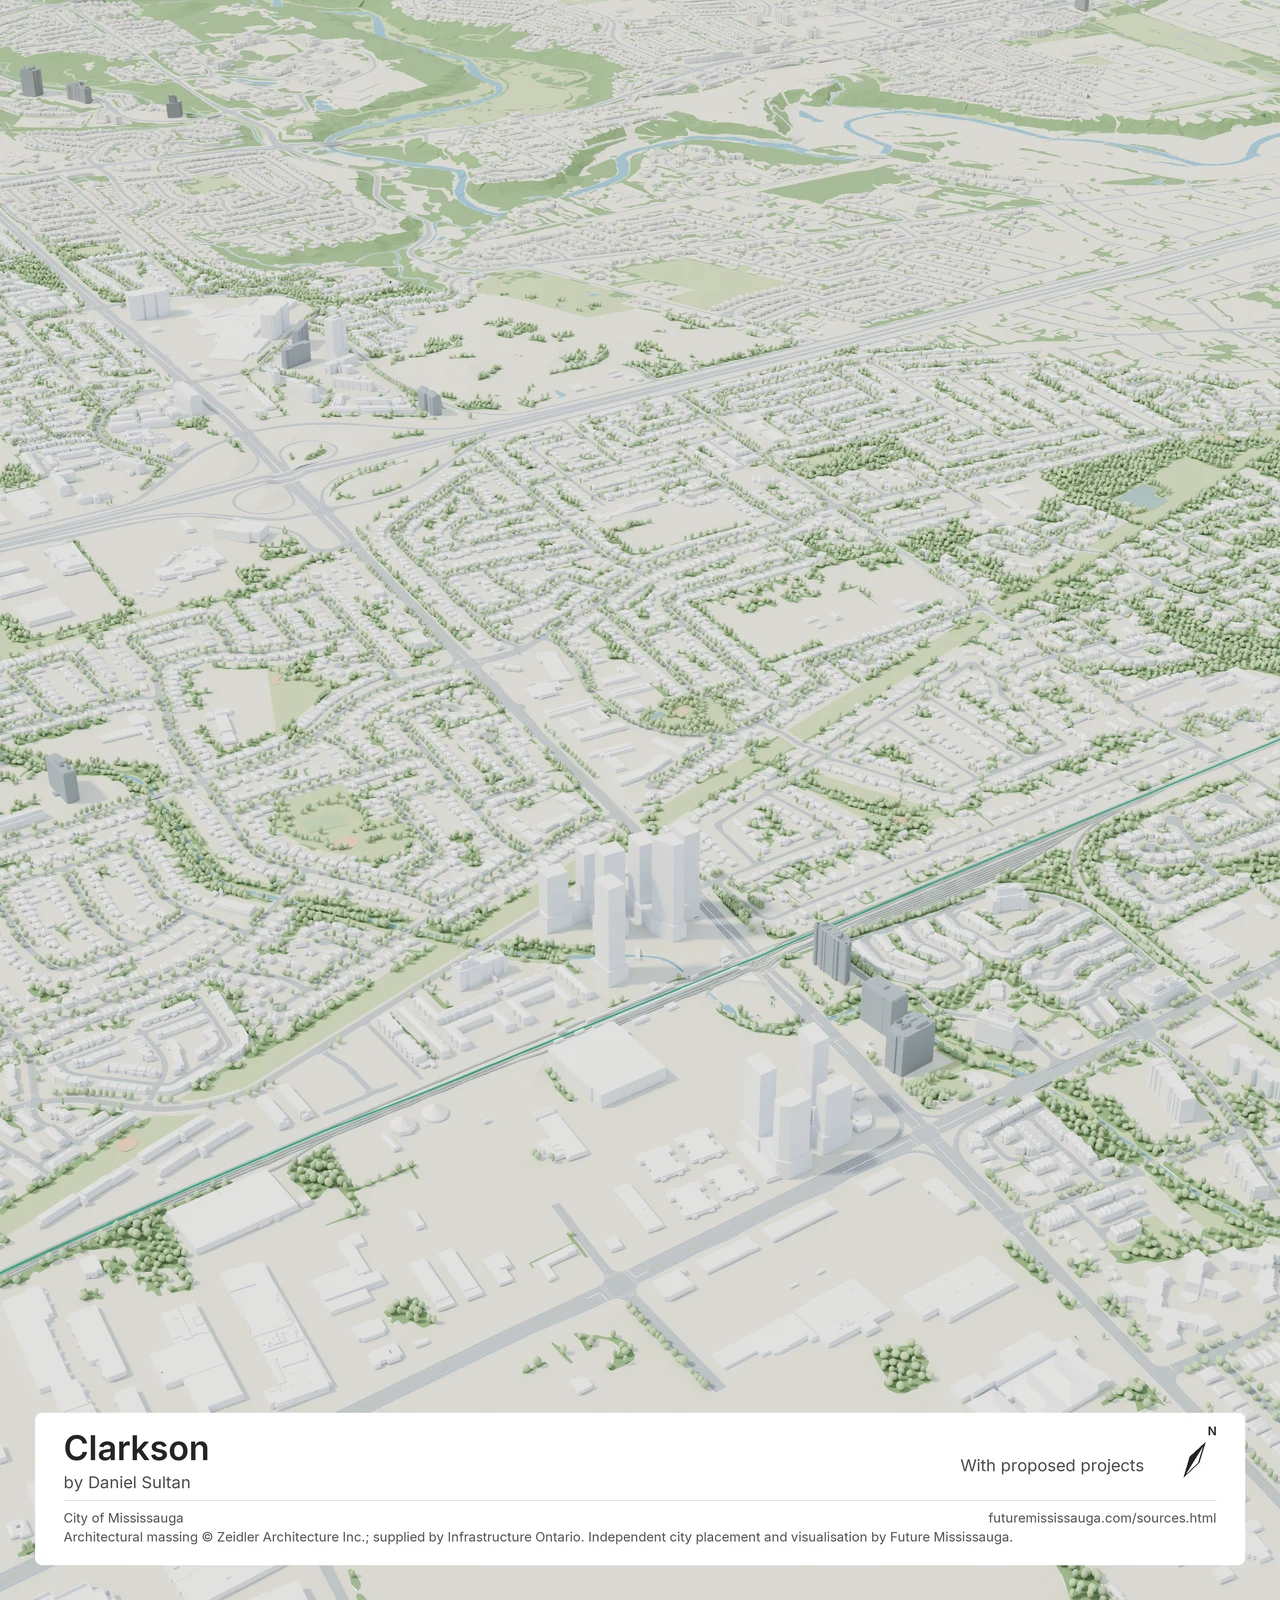 Clarkson
by Daniel Sultan
With proposed projects
N
City of Mississauga
futuremississauga.com/sources.html
Architectural massing © Zeidler Architecture Inc.; supplied by Infrastructure Ontario. Independent city placement and visualisation by Future Mississauga.